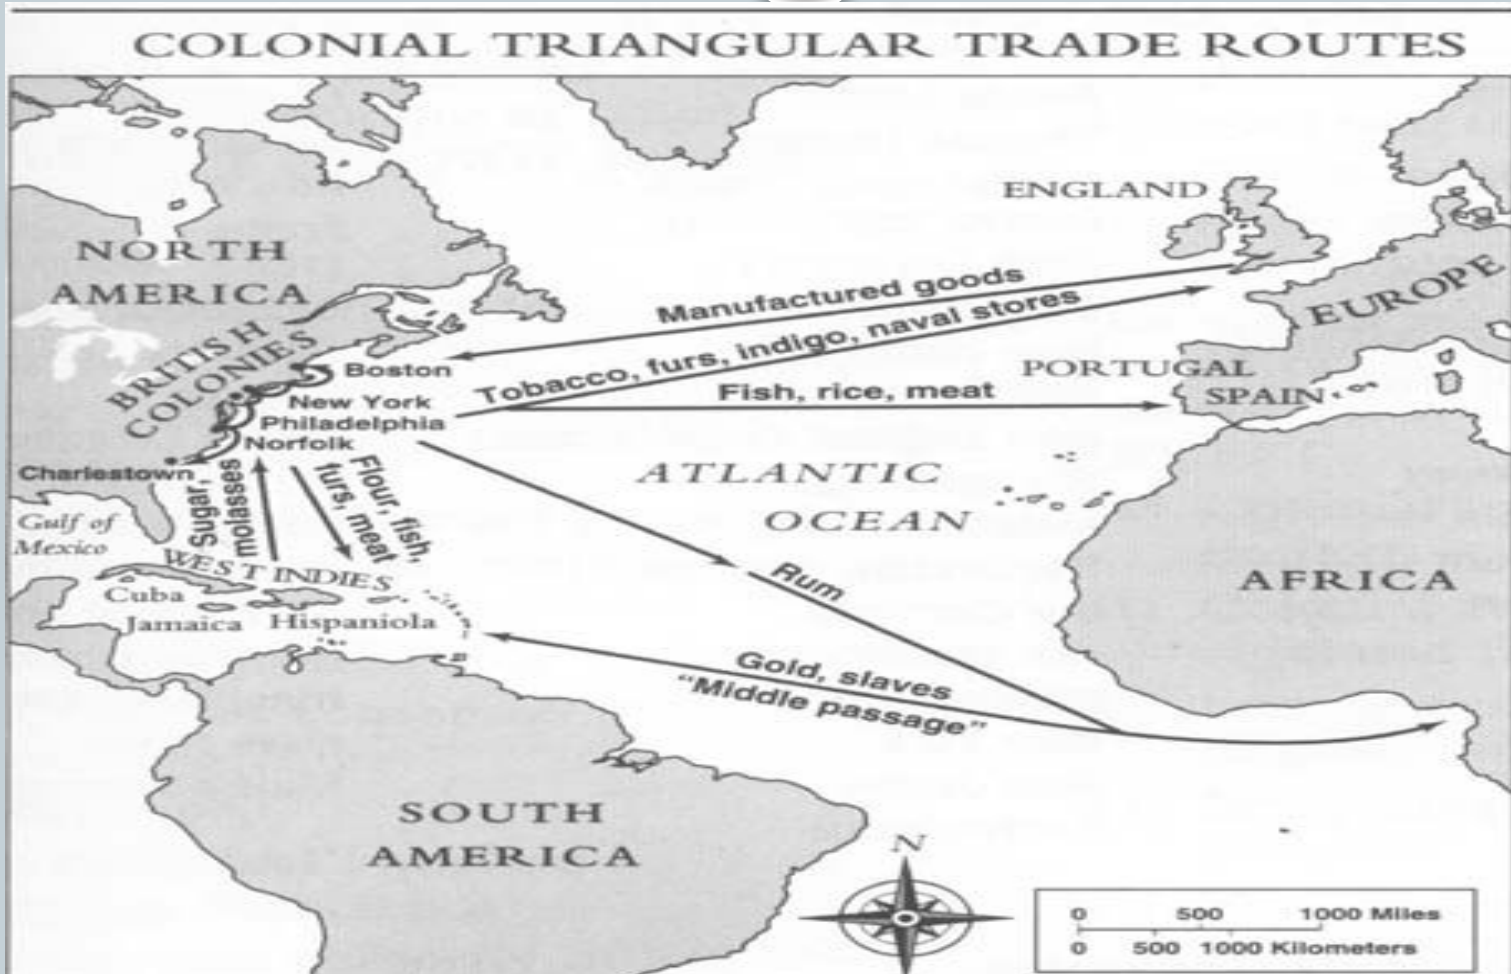 COLONIAL TRIANGULAR TRADE ROUTES
ENGLAND
NORTH
AMERICA
EUROPE
Manufactured goods
BRITISH
COLONIES
Tobacco, furs, indigo, naval stores
Boston
PORTUGAL
SPAIN
Fish, rice, meat
New York
Philadelphia
Norfolk
Charlestown
ATLANTIC
OCEAN
Sugar,
molasses
Flour, fish,
furs, meat
Gulf of
Mexico
WEST INDIES
Cuba
Jamaica
Hispaniola
Rum
AFRICA
Gold, slaves
"Middle passage"
SOUTH
AMERICA
N
0 500 1000 Miles
0 500 1000 Kilometers